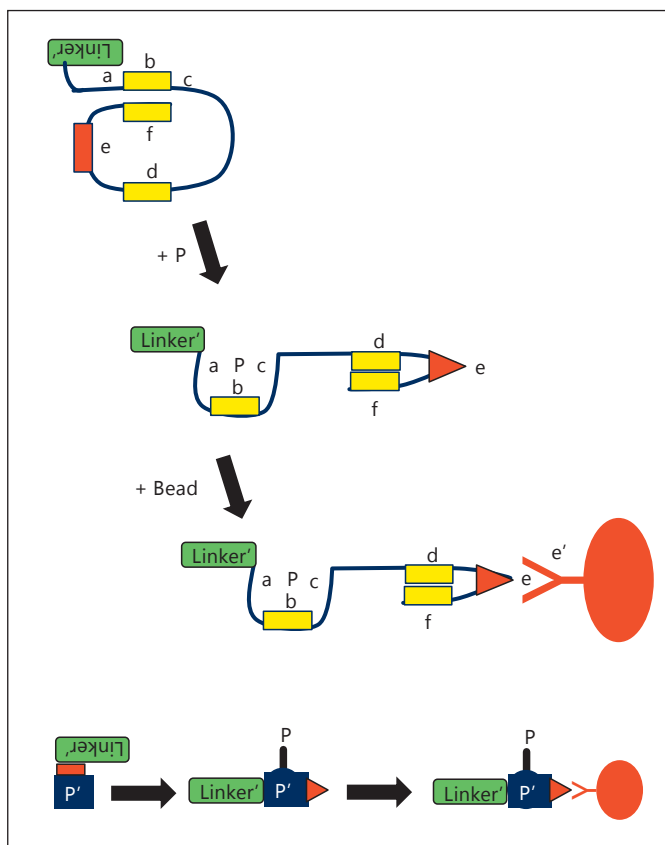 Linker'
b
a c
f
e
d
+ P
Linker'
d
a P c
e
b
f
+ Bead
e'
Linker'
d
a P c
e
b
f
Linker'
P P
P' Linker' P' Linker' P'